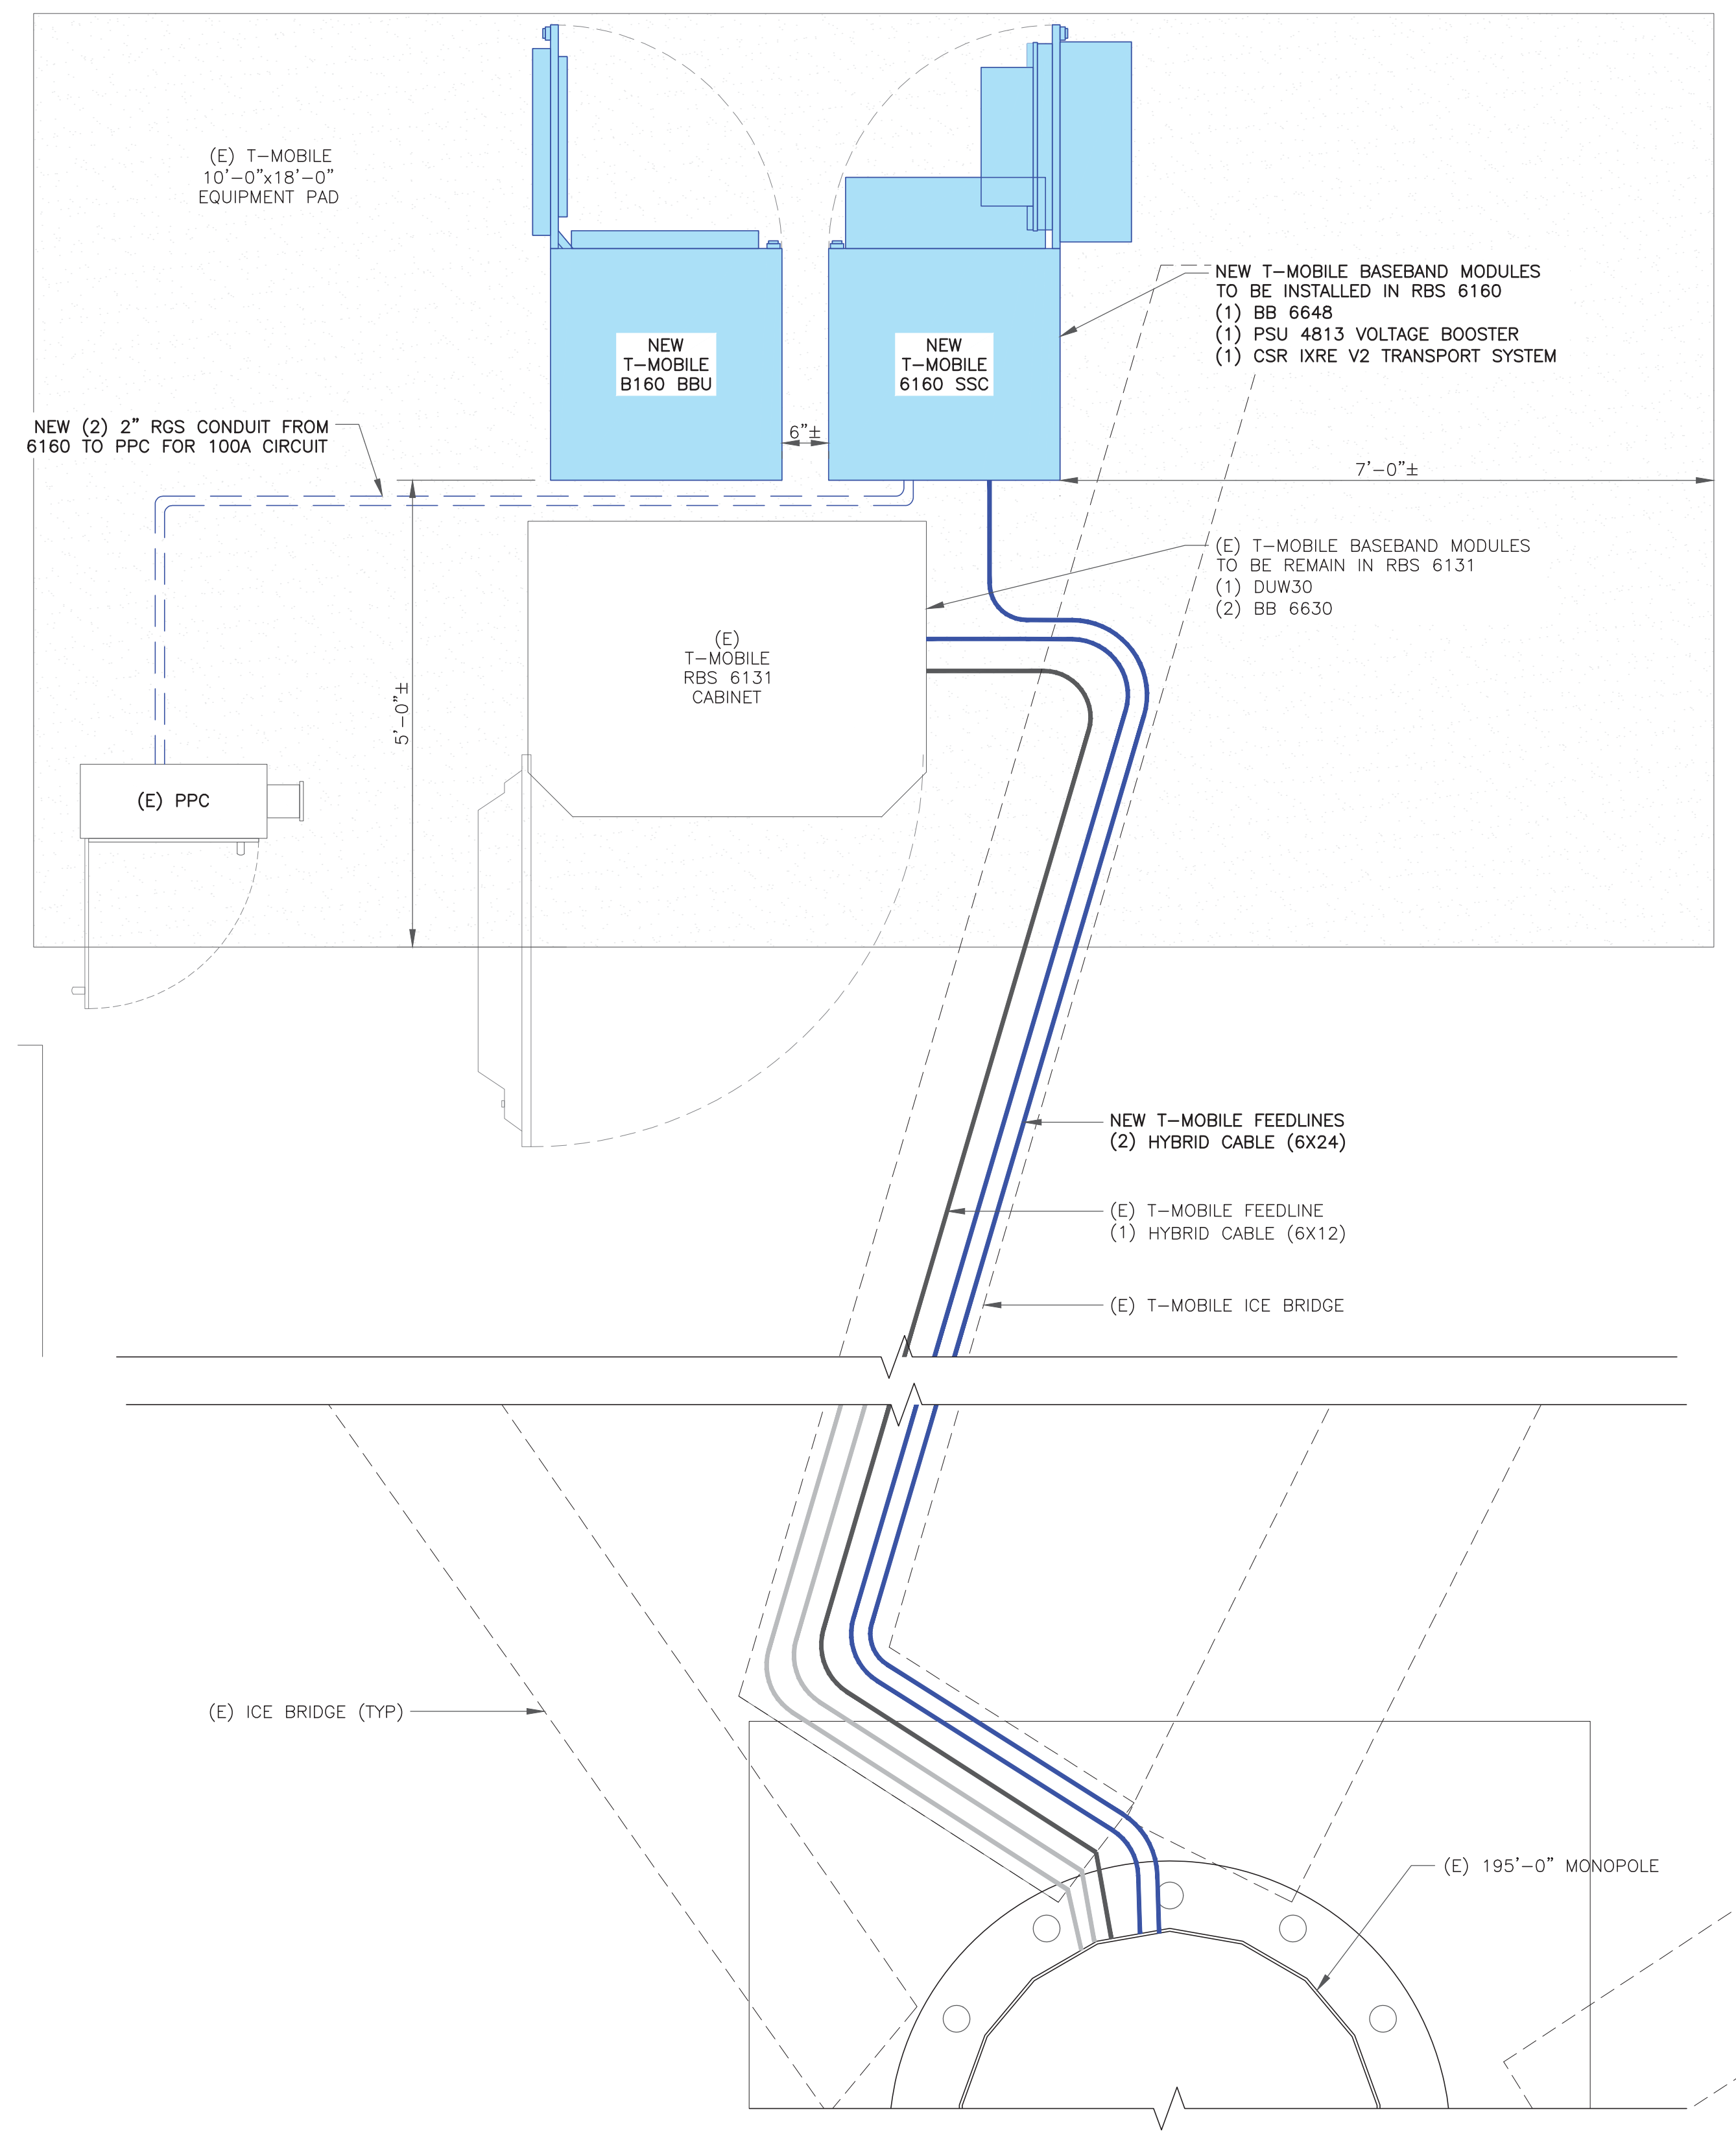 (E) T-MOBILE
10'-0"x18'-0"
EQUIPMENT PAD
NEW T-MOBILE BASEBAND MODULES
TO BE INSTALLED IN RBS 6160
(1) BB 6648
(1) PSU 4813 VOLTAGE BOOSTER
(1) CSR IXRE V2 TRANSPORT SYSTEM
NEW
T-MOBILE
B160 BBU
NEW
T-MOBILE
6160 SSC
NEW (2) 2" RGS CONDUIT FROM
6160 TO PPC FOR 100A CIRCUIT
6"±
7'-0"±
(E) T-MOBILE BASEBAND MODULES
TO BE REMAIN IN RBS 6131
(1) DUW30
(2) BB 6630
(E)
T-MOBILE
RBS 6131
CABINET
5'-0"±
(E) PPC
NEW T-MOBILE FEEDLINES
(2) HYBRID CABLE (6X24)
(E) T-MOBILE FEEDLINE
(1) HYBRID CABLE (6X12)
(E) T-MOBILE ICE BRIDGE
(E) ICE BRIDGE (TYP)
(E) 195'-0" MONOPOLE